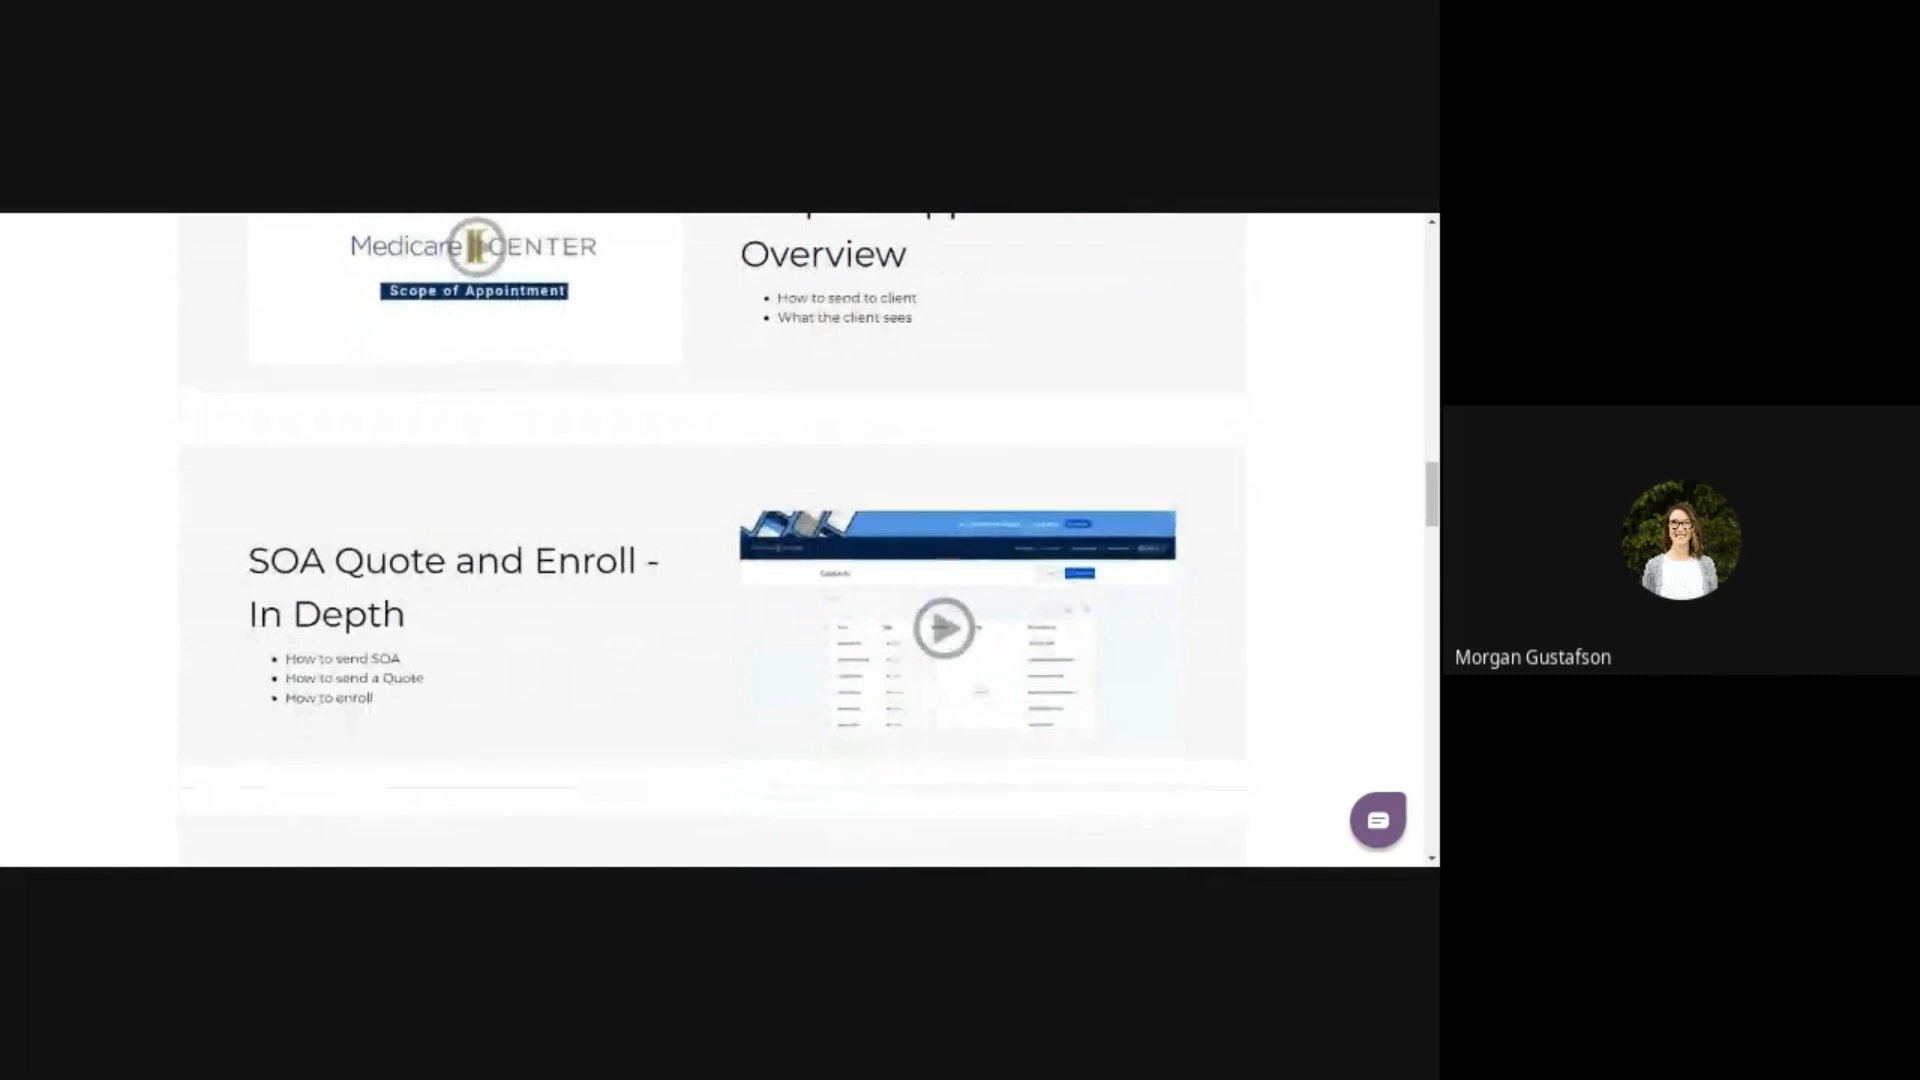 Medicare CENTER
Scope of Appointment
Overview
How to send to client
What the client sees
SOA Quote and Enroll -
In Depth
How to send SOA
How to send a Quote
How to enroll
Morgan Gustafson